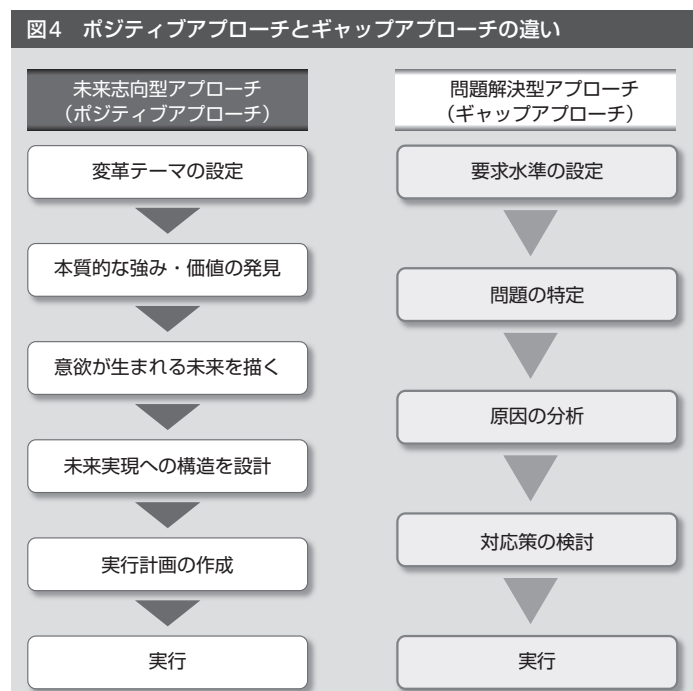 図4　ポジティブアプローチとギャップアプローチの違い
未来志向型アプローチ
（ポジティブアプローチ）
変革テーマの設定
本質的な強み・価値の発見
意欲が生まれる未来を描く
未来実現への構造を設計
実行計画の作成
実行
問題解決型アプローチ
（ギャップアプローチ）
要求水準の設定
問題の特定
原因の分析
対応策の検討
実行